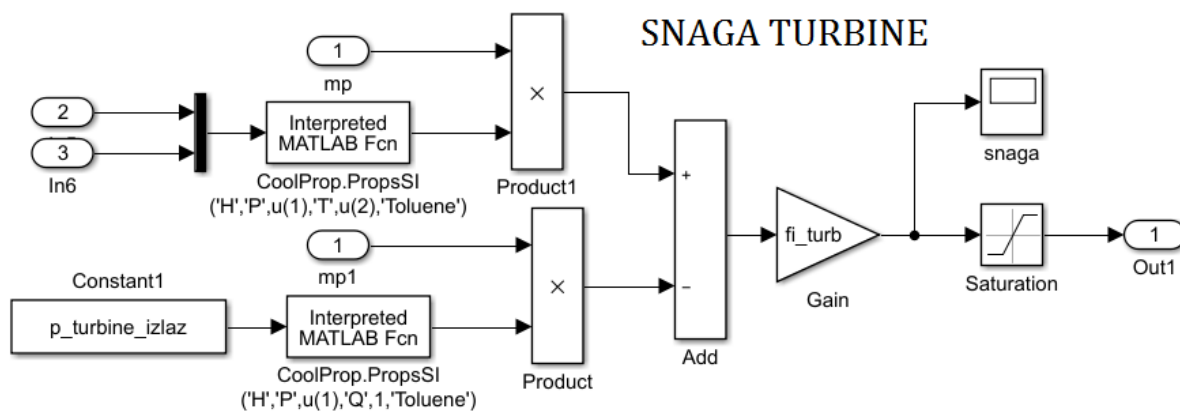 SNAGA TURBINE
1
mp
2
3
In6
Interpreted
MATLAB Fcn
CoolProp.PropsSI
('H','P',u(1),'T',u(2),'Toluene')
×
Product1
snaga
1
mp1
Constant1
p_turbine_izlaz
Interpreted
MATLAB Fcn
CoolProp.PropsSI
('H','P',u(1),'Q',1,'Toluene')
×
Product
+
−
Add
fi_turb
Gain
Saturation
1
Out1